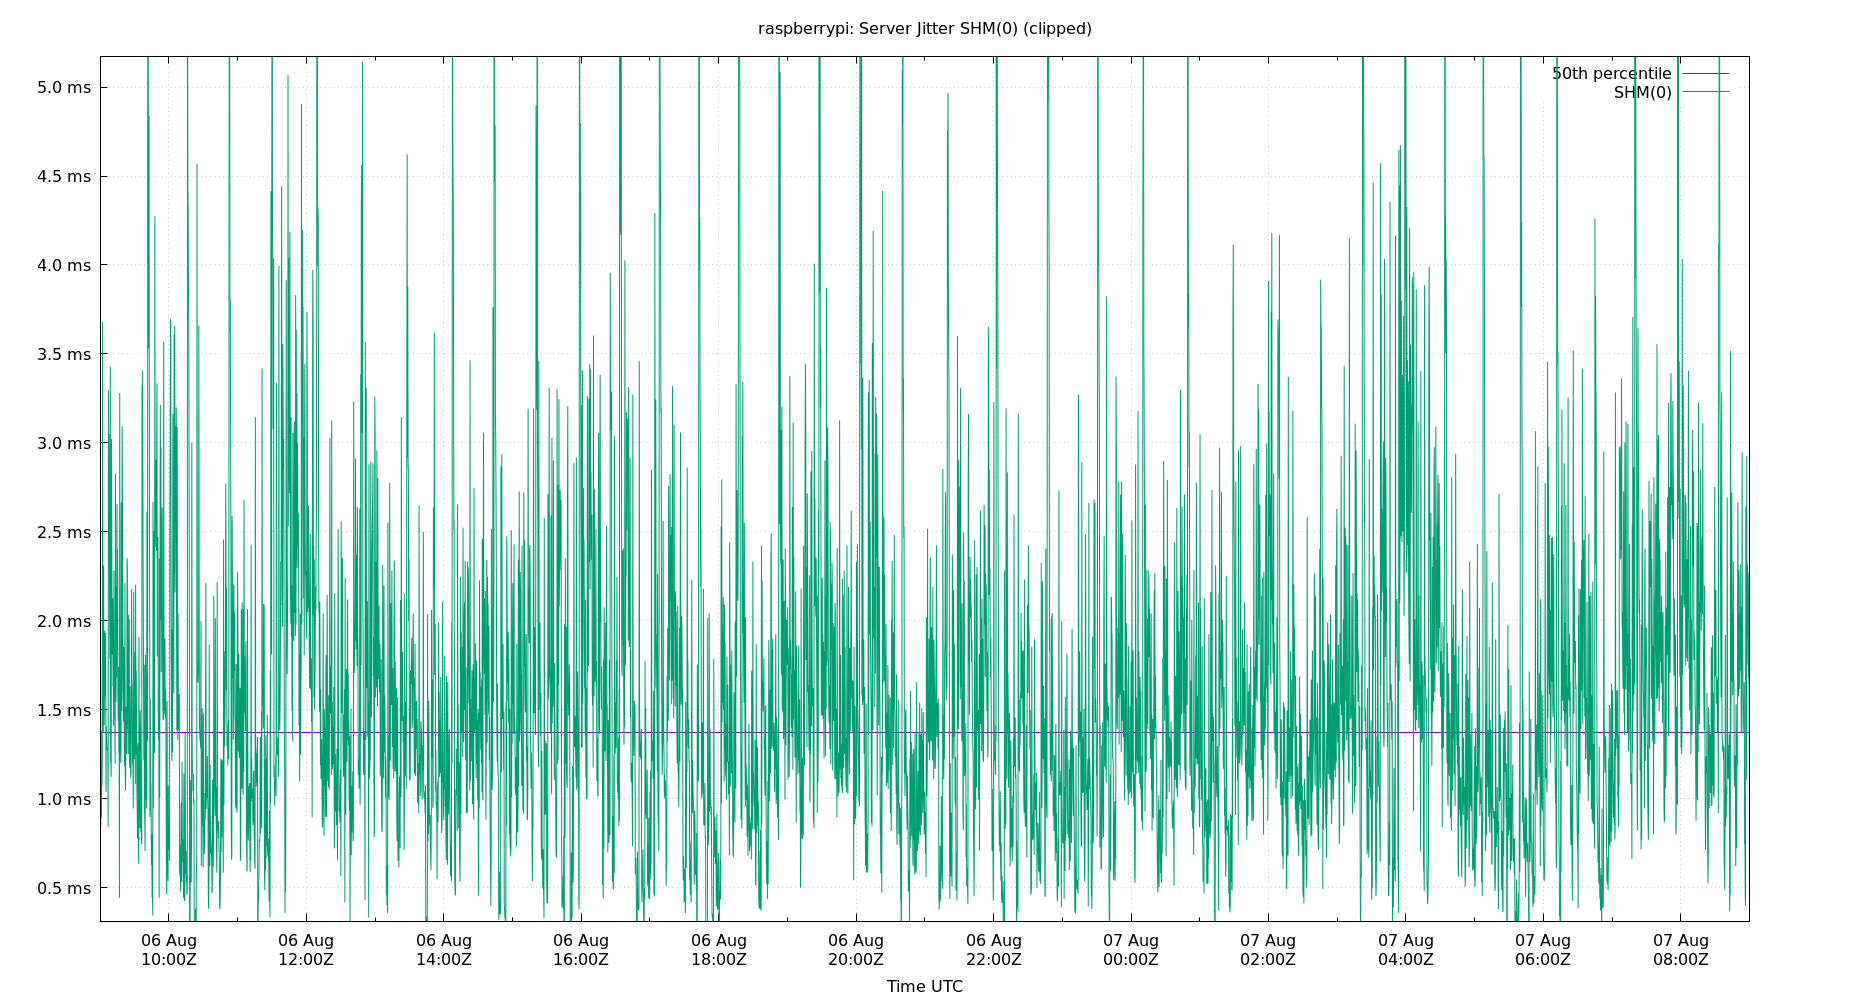 raspberrypi: Server Jitter SHM(0) (clipped)
50th percentile
SHM(0)
5.0 ms
4.5 ms
4.0 ms
3.5 ms
3.0 ms
2.5 ms
2.0 ms
1.5 ms
1.0 ms
0.5 ms
06 Aug 06 Aug 06 Aug 06 Aug 06 Aug 06 Aug 06 Aug 07 Aug 07 Aug 07 Aug 07 Aug 07 Aug
10:00Z 12:00Z 14:00Z 16:00Z 18:00Z 20:00Z 22:00Z 00:00Z 02:00Z 04:00Z 06:00Z 08:00Z
Time UTC